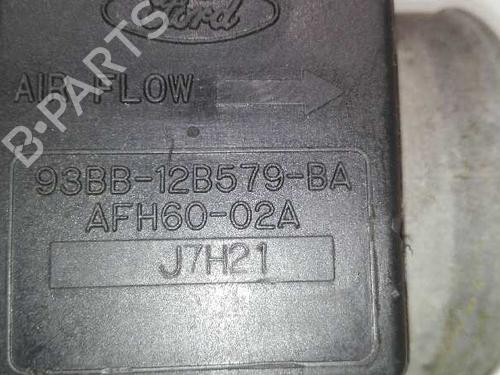 Ford
AIR FLOW
B-PARTS
93BB-12B579-BA
AFH60-02A
J7H21